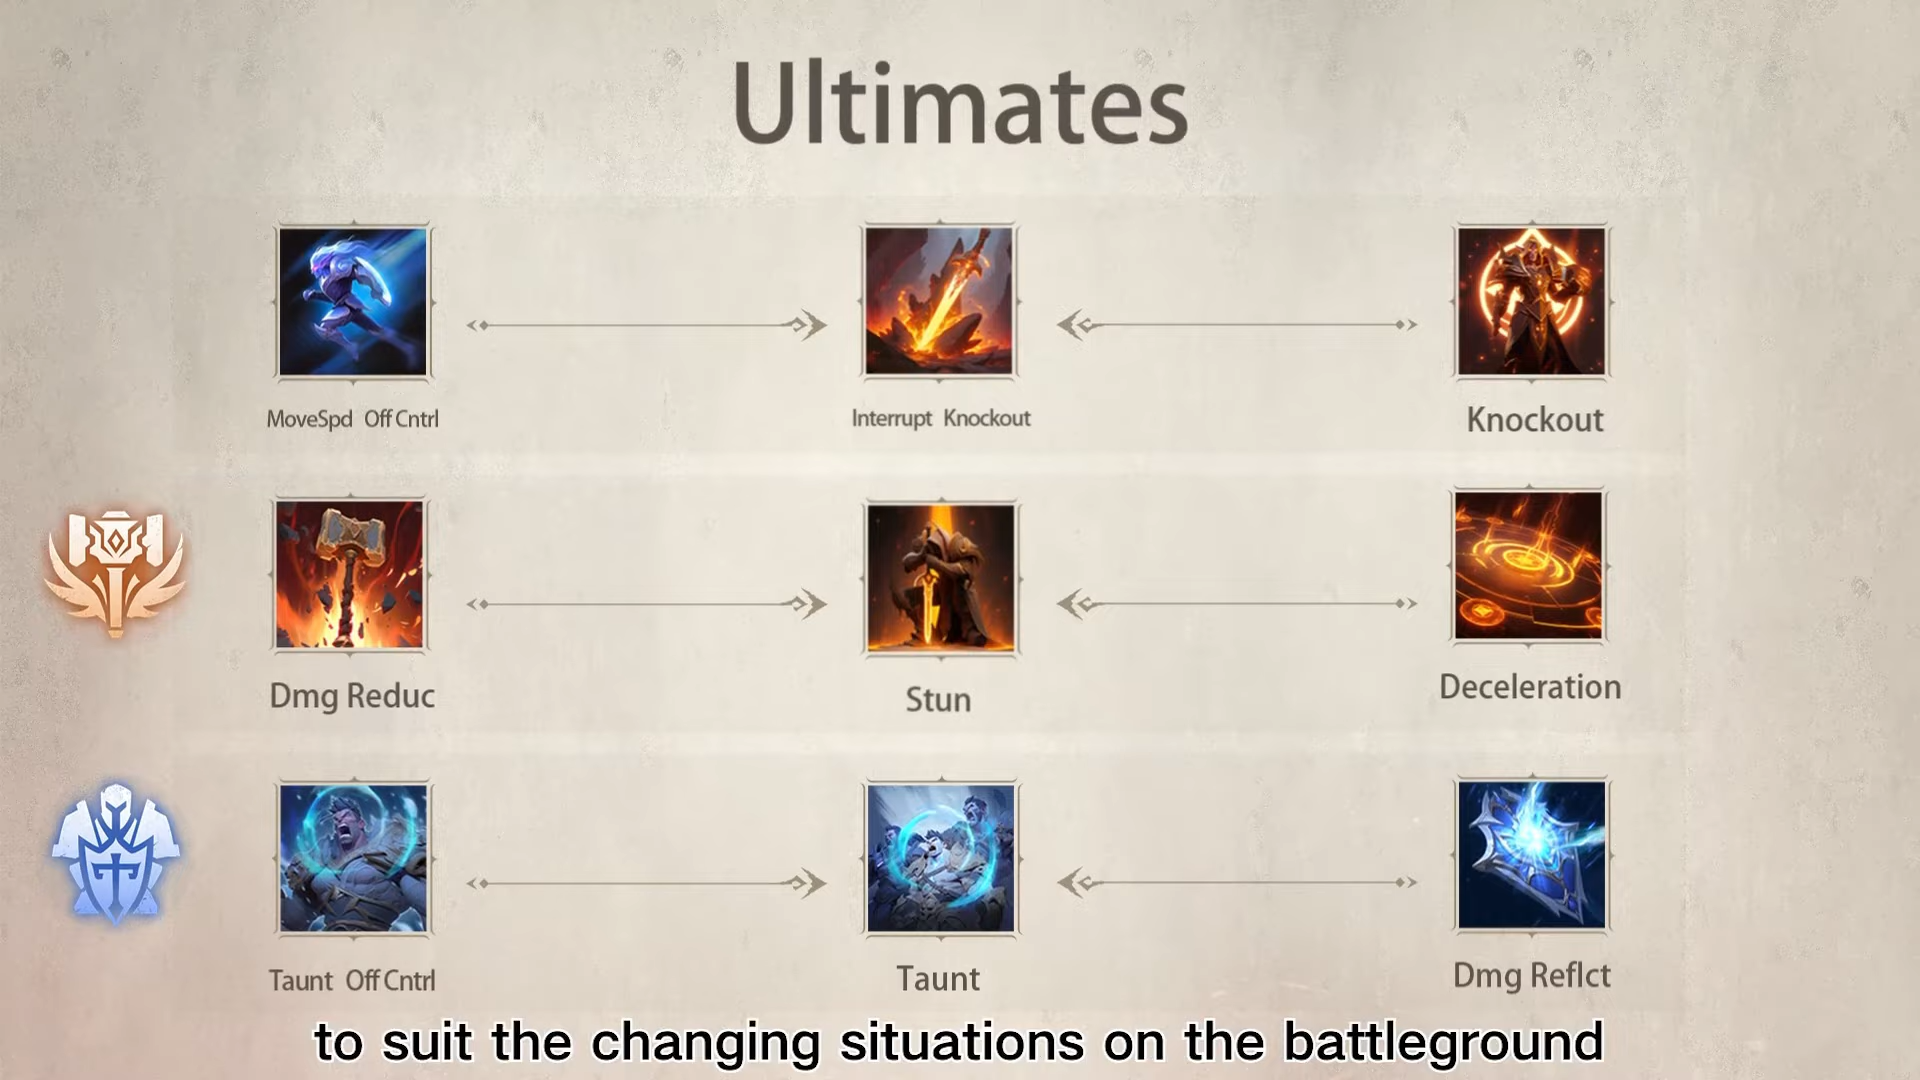 Ultimates
MoveSpd Off Cntrl
Interrupt Knockout
Knockout
Dmg Reduc
Stun
Deceleration
Taunt Off Cntrl
Taunt
Dmg Reflct
to suit the changing situations on the battleground